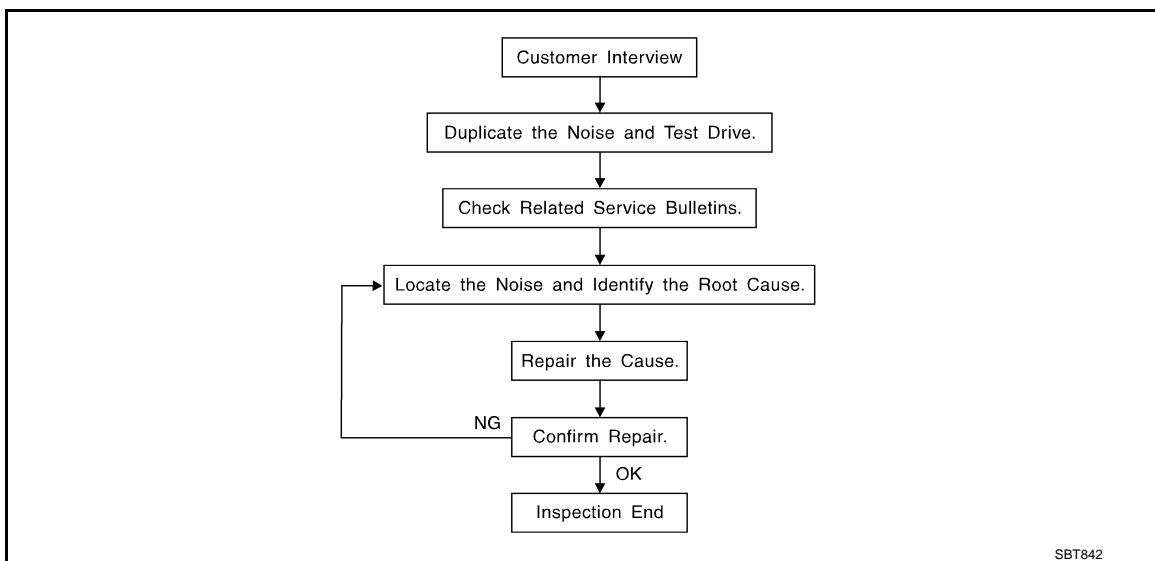 Customer Interview
Duplicate the Noise and Test Drive.
Check Related Service Bulletins.
Locate the Noise and Identify the Root Cause.
Repair the Cause.
NG
Confirm Repair.
OK
Inspection End
SBT842